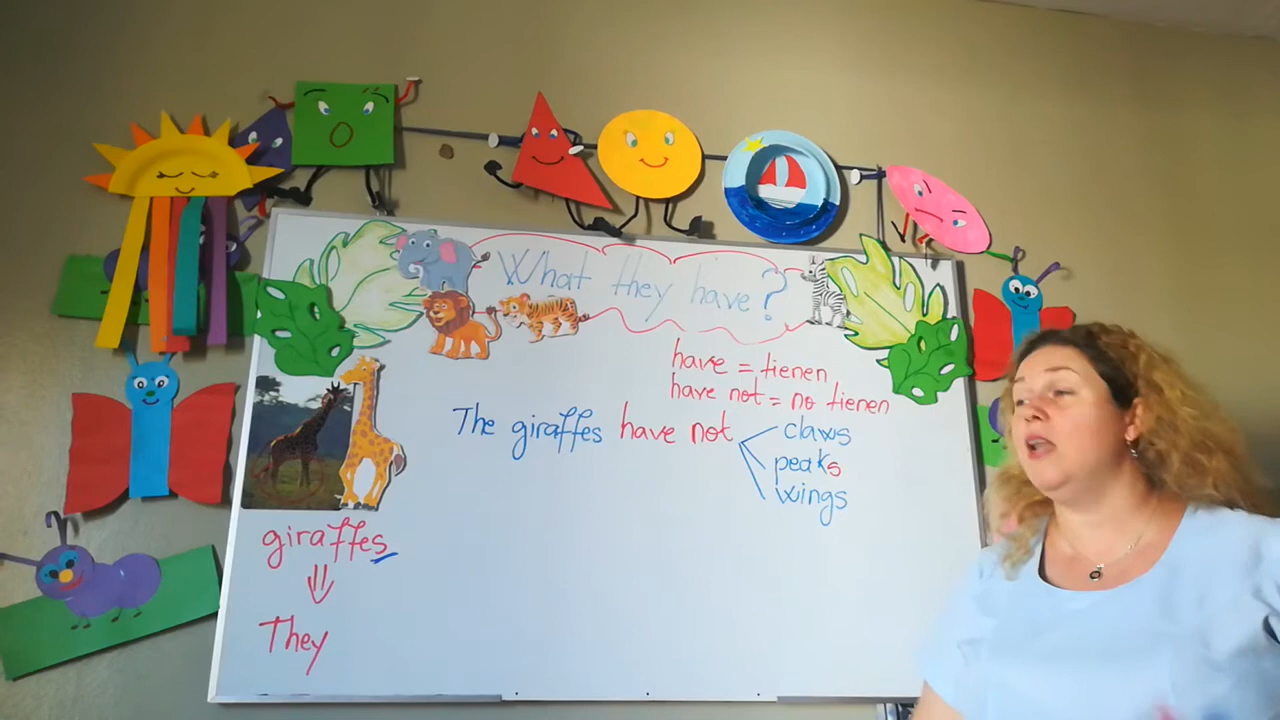 What they have?
have = tienen
have not = no tienen
The giraffes have not
claws
peaks
wings
giraffes
They